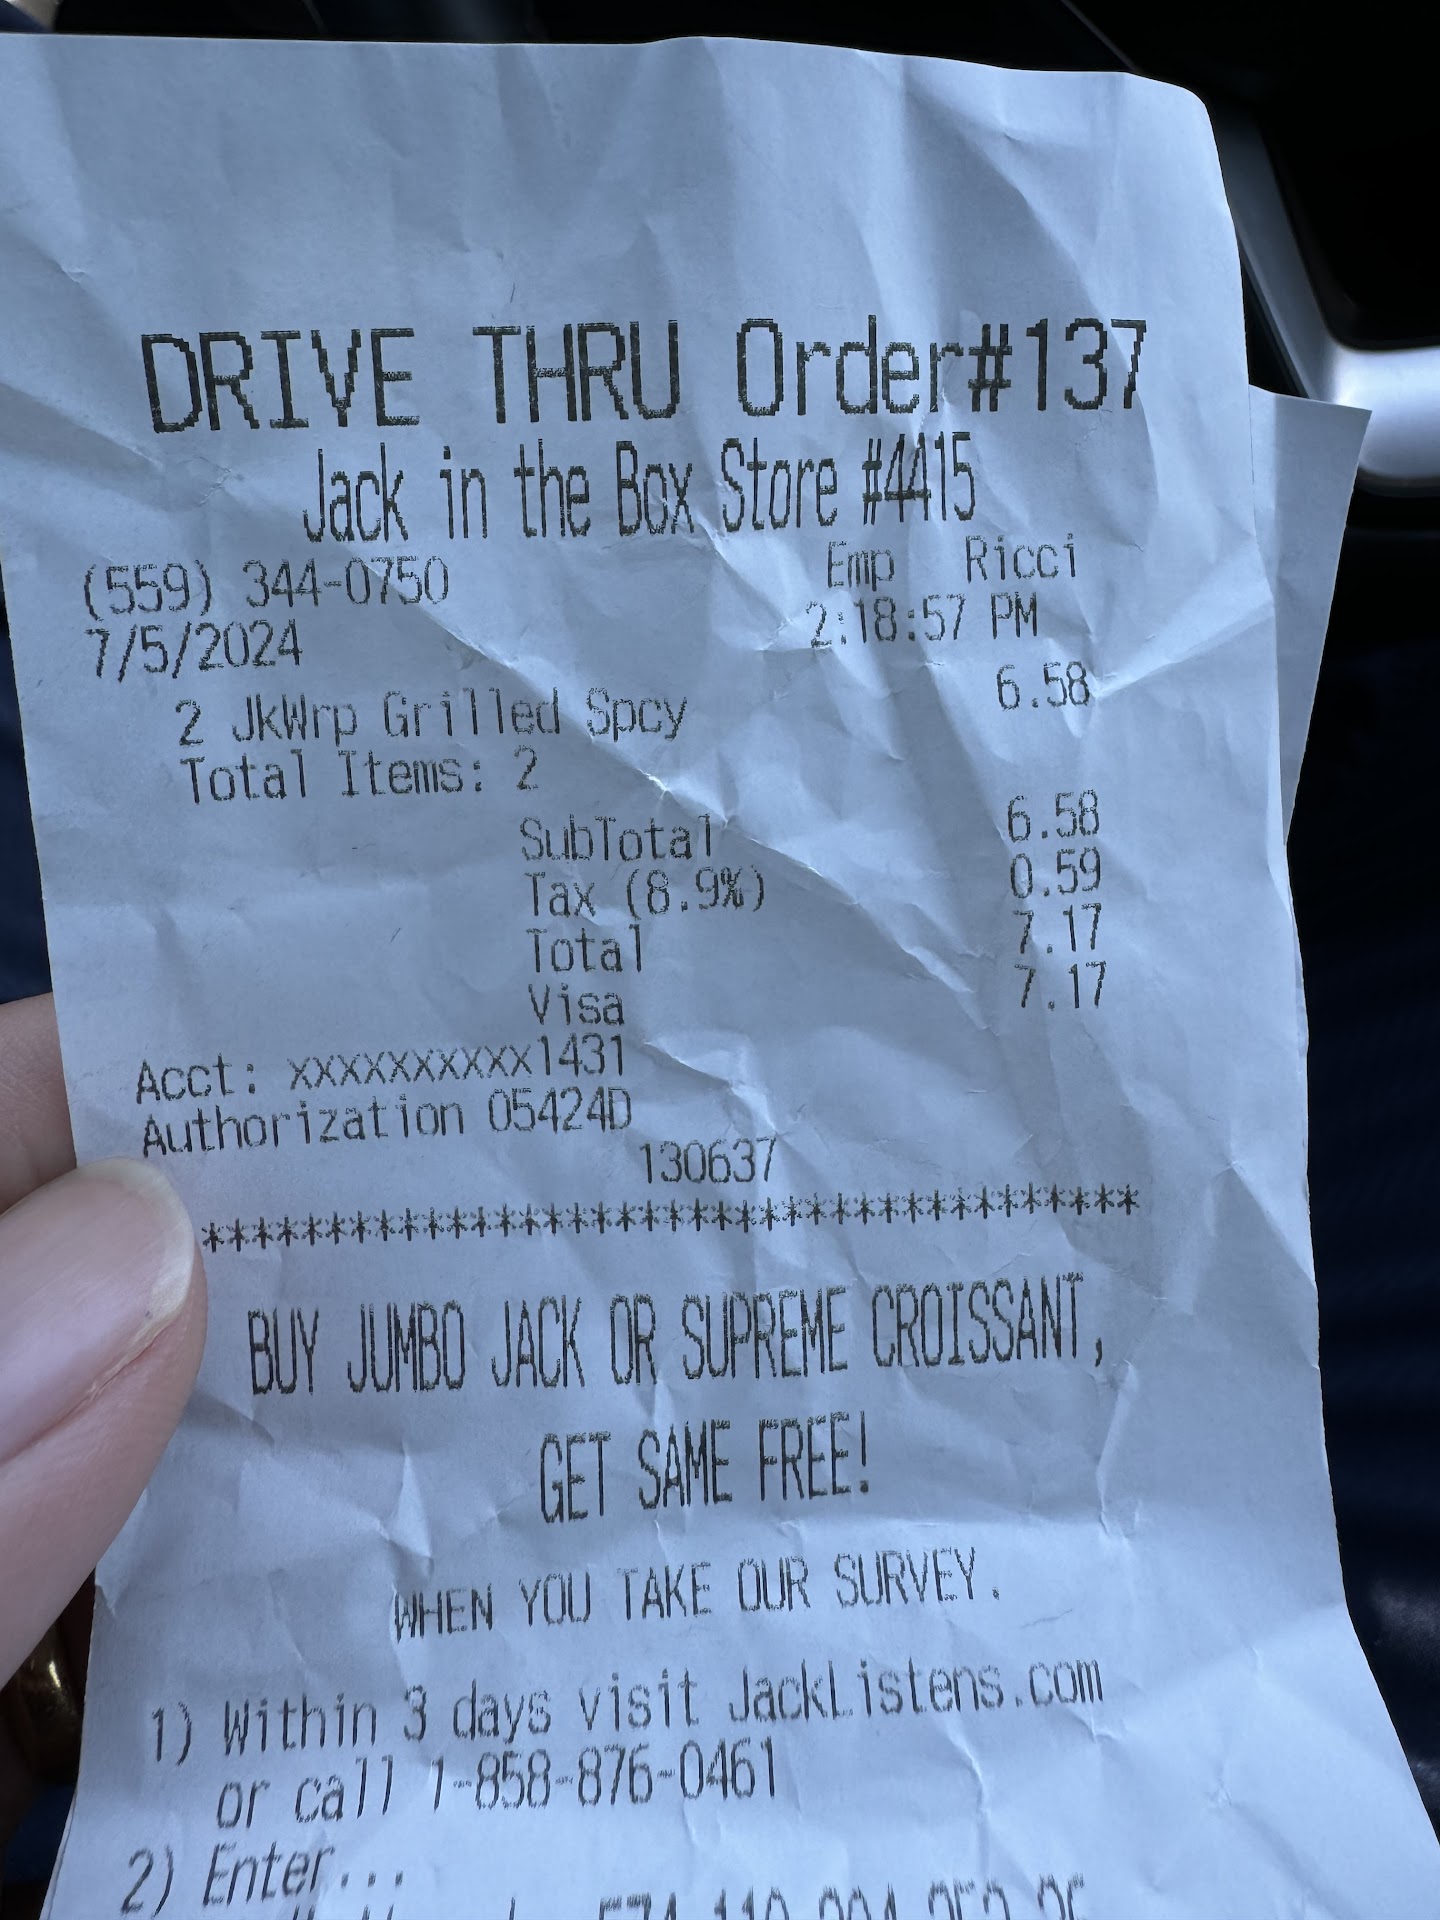 DRIVE THRU Order#137
Jack in the Box Store #4415
(559) 344-0750 Emp Ricci
7/5/2024 2:18:57 PM
2 JkWrp Grilled Spcy 6.58
Total Items: 2
SubTotal 6.58
Tax (8.9%) 0.59
Total 7.17
Visa 7.17
Acct: xxxxxxxxxx1431
Authorization 05424D
130637
****************************************
BUY JUMBO JACK OR SUPREME CROISSANT,
GET SAME FREE!
WHEN YOU TAKE OUR SURVEY.
1) Within 3 days visit JackListens.com
or call 1-858-876-0461
2) Enter...